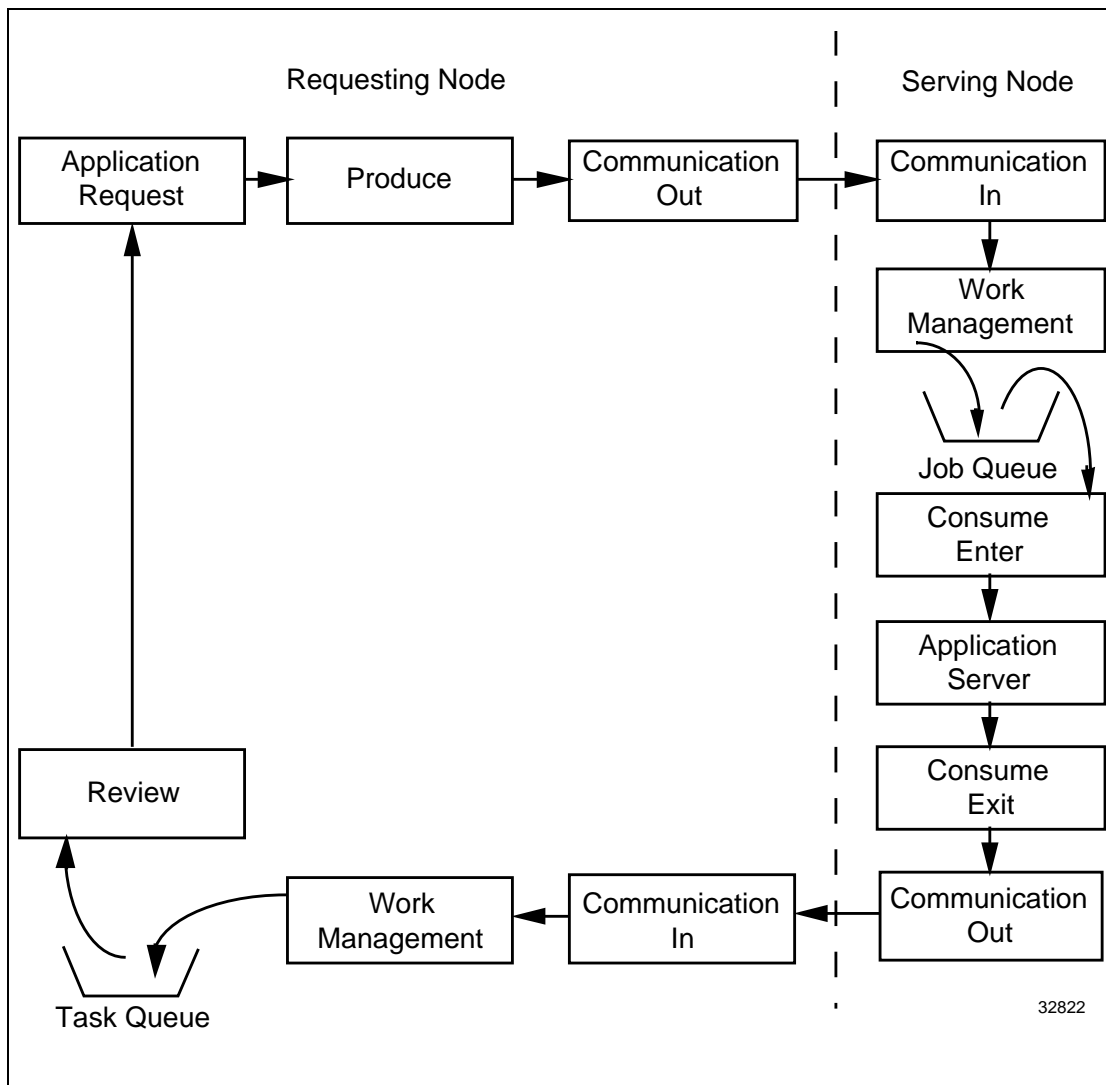 Requesting Node
Serving Node
Application
Request
Produce
Communication
Out
Communication
In
Work
Management
Job Queue
Consume
Enter
Application
Server
Consume
Exit
Communication
Out
Communication
In
Work
Management
Task Queue
Review
32822